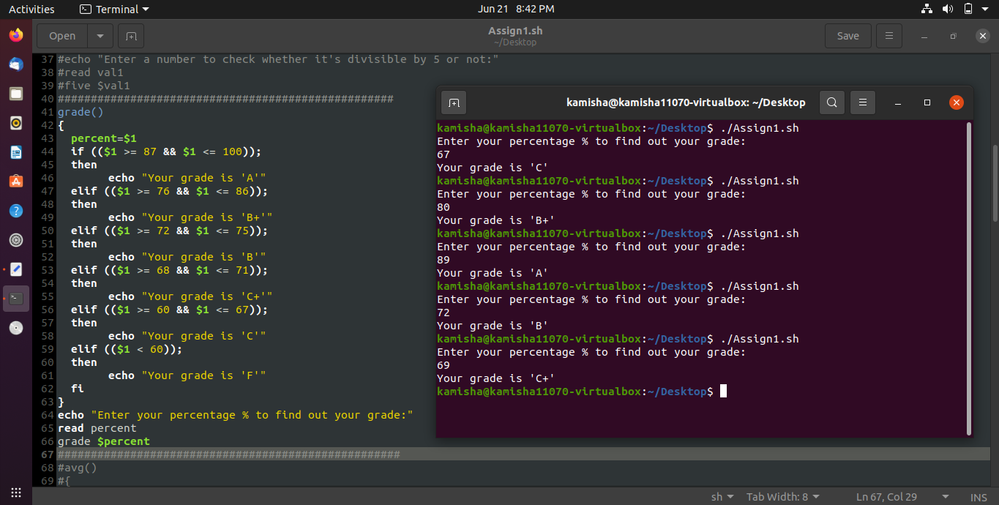 Activities Terminal Jun 21 8:42 PM
Open Assign1.sh Save
~/Desktop
37 #echo "Enter a number to check whether it's divisible by 5 or not:"
38 #read val1
39 #five $val1
40 ###################################################
41 grade()
42 {
43   percent=$1
44   if (($1 >= 87 && $1 <= 100));
45   then
46         echo "Your grade is 'A'"
47   elif (($1 >= 76 && $1 <= 86));
48   then
49         echo "Your grade is 'B+'"
50   elif (($1 >= 72 && $1 <= 75));
51   then
52         echo "Your grade is 'B'"
53   elif (($1 >= 68 && $1 <= 71));
54   then
55         echo "Your grade is 'C+'"
56   elif (($1 >= 60 && $1 <= 67));
57   then
58         echo "Your grade is 'C'"
59   elif (($1 < 60));
60   then
61         echo "Your grade is 'F'"
62   fi
63 }
64 echo "Enter your percentage % to find out your grade:"
65 read percent
66 grade $percent
67 ####################################################
68 #avg()
69 #{
sh Tab Width: 8 Ln 67, Col 29 INS
kamisha@kamisha11070-virtualbox: ~/Desktop
kamisha@kamisha11070-virtualbox:~/Desktop$ ./Assign1.sh
Enter your percentage % to find out your grade:
67
Your grade is 'C'
kamisha@kamisha11070-virtualbox:~/Desktop$ ./Assign1.sh
Enter your percentage % to find out your grade:
80
Your grade is 'B+'
kamisha@kamisha11070-virtualbox:~/Desktop$ ./Assign1.sh
Enter your percentage % to find out your grade:
89
Your grade is 'A'
kamisha@kamisha11070-virtualbox:~/Desktop$ ./Assign1.sh
Enter your percentage % to find out your grade:
72
Your grade is 'B'
kamisha@kamisha11070-virtualbox:~/Desktop$ ./Assign1.sh
Enter your percentage % to find out your grade:
69
Your grade is 'C+'
kamisha@kamisha11070-virtualbox:~/Desktop$